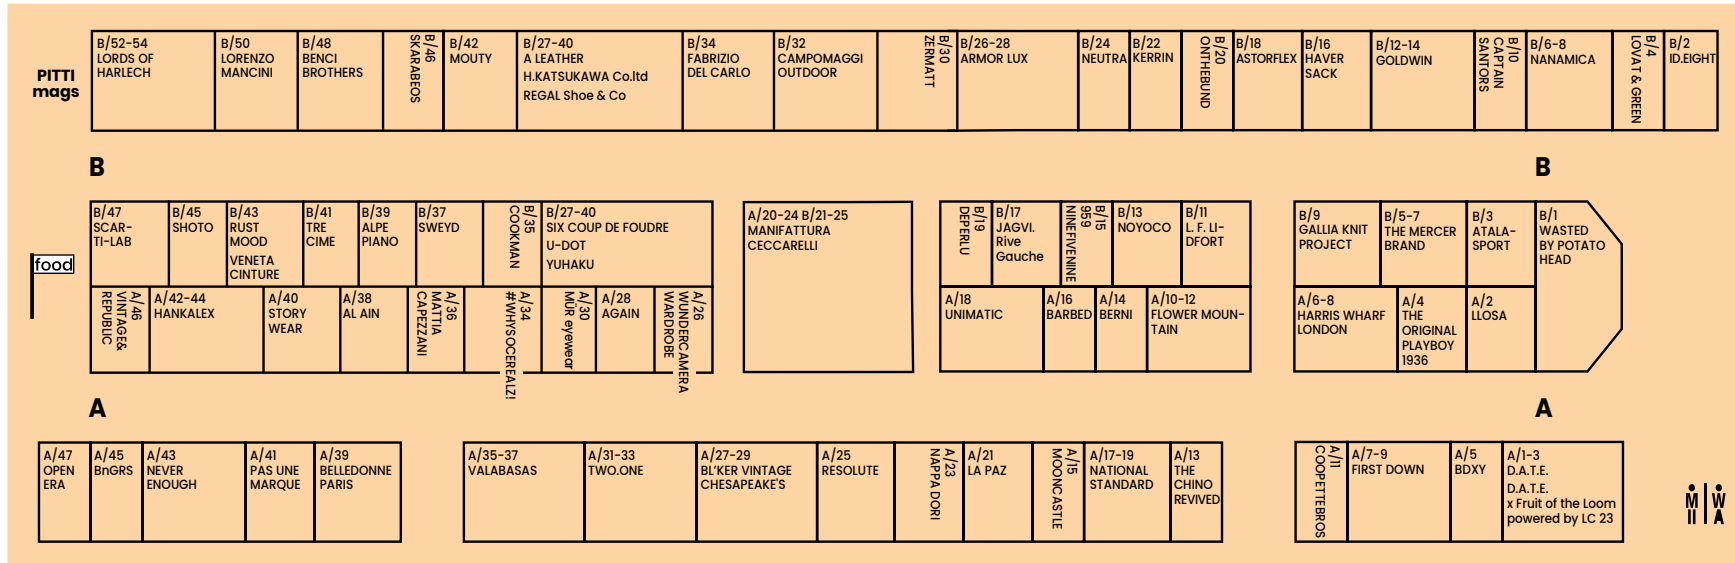 PITTI
mags
B/52-54
LORDS OF
HARLECH
B/50
LORENZO
MANCINI
B/48
BENCI
BROTHERS
B/46
SKARABEOS
B/42
MOUTY
B/27-40
A LEATHER
H.KATSUKAWA Co.ltd
REGAL Shoe & Co
B/34
FABRIZIO
DEL CARLO
B/32
CAMPOMAGGI
OUTDOOR
B/30
ZERMATT
B/26-28
ARMOR LUX
B/24
NEUTRA
B/22
KERRIN
B/20
ONTHEBUND
B/18
ASTORFLEX
B/16
HAVER
SACK
B/12-14
GOLDWIN
B/10
CAPTAIN
SANTORS
B/6-8
NANAMICA
B/4
LOVAT & GREEN
B/2
ID.EIGHT
B
B
food
B/47
SCAR-
TI-LAB
B/45
SHOTO
B/43
RUST
MOOD
VENETA
CINTURE
B/41
TRE
CIME
B/39
ALPE
PIANO
B/37
SWEYD
B/35
COOKMAN
B/27-40
SIX COUP DE FOUDRE
U-DOT
YUHAKU
A/20-24 B/21-25
MANIFATTURA
CECCARELLI
B/19
DEPERLU
B/17
JAGVI.
Rive
Gauche
B/15
959
NINEFIVENINE
B/13
NOYOCO
B/11
L. F. LI-
DFORT
B/9
GALLIA KNIT
PROJECT
B/5-7
THE MERCER
BRAND
B/3
ATALA-
SPORT
B/1
WASTED
BY POTATO
HEAD
A/46
VINTAGE&
REPUBLIC
A/42-44
HANKALEX
A/40
STORY
WEAR
A/38
AL AIN
A/36
MATTIA
CAPEZZANI
A/34
#WHYSOCEREALZ!
A/30
MÜR eyewear
A/28
AGAIN
A/26
WUNDERCAMERA
WARDROBE
A/18
UNIMATIC
A/16
BARBED
A/14
BERNI
A/10-12
FLOWER MOUN-
TAIN
A/6-8
HARRIS WHARF
LONDON
A/4
THE
ORIGINAL
PLAYBOY
1936
A/2
LLOSA
A
A
A/47
OPEN
ERA
A/45
BnGRS
A/43
NEVER
ENOUGH
A/41
PAS UNE
MARQUE
A/39
BELLEDONNE
PARIS
A/35-37
VALABASAS
A/31-33
TWO.ONE
A/27-29
BL'KER VINTAGE
CHESAPEAKE'S
A/25
RESOLUTE
A/23
NAPPA DORI
A/21
LA PAZ
A/15
MOONCASTLE
A/17-19
NATIONAL
STANDARD
A/13
THE
CHINO
REVIVED
A/11
COOPETTEBROS
A/7-9
FIRST DOWN
A/5
BDXY
A/1-3
D.A.T.E.
D.A.T.E.
x Fruit of the Loom
powered by LC 23
M W